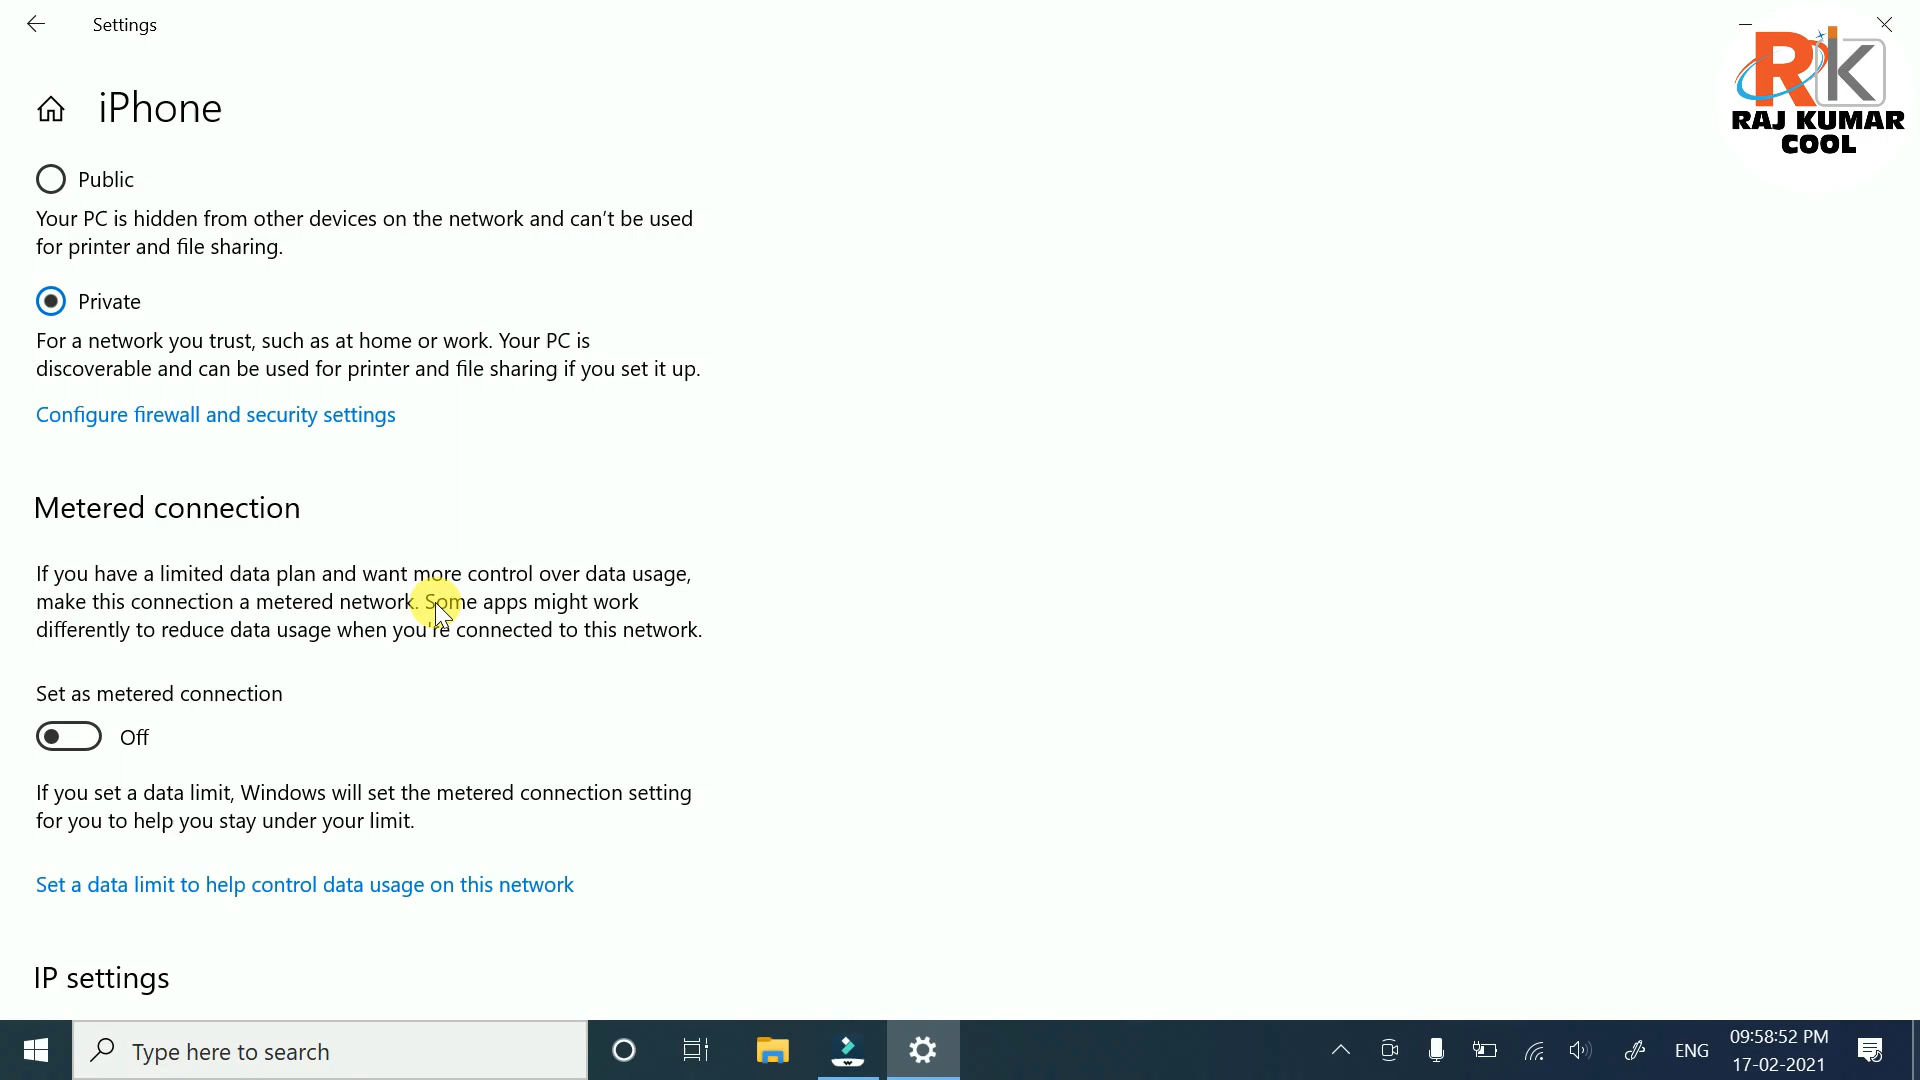 Settings
iPhone
Public
Your PC is hidden from other devices on the network and can't be used
for printer and file sharing.
Private
For a network you trust, such as at home or work. Your PC is
discoverable and can be used for printer and file sharing if you set it up.
Configure firewall and security settings
Metered connection
If you have a limited data plan and want more control over data usage,
make this connection a metered network. Some apps might work
differently to reduce data usage when you're connected to this network.
Set as metered connection
Off
If you set a data limit, Windows will set the metered connection setting
for you to help you stay under your limit.
Set a data limit to help control data usage on this network
IP settings
RK
RAJ KUMAR
COOL
Type here to search
ENG
09:58:52 PM
17-02-2021